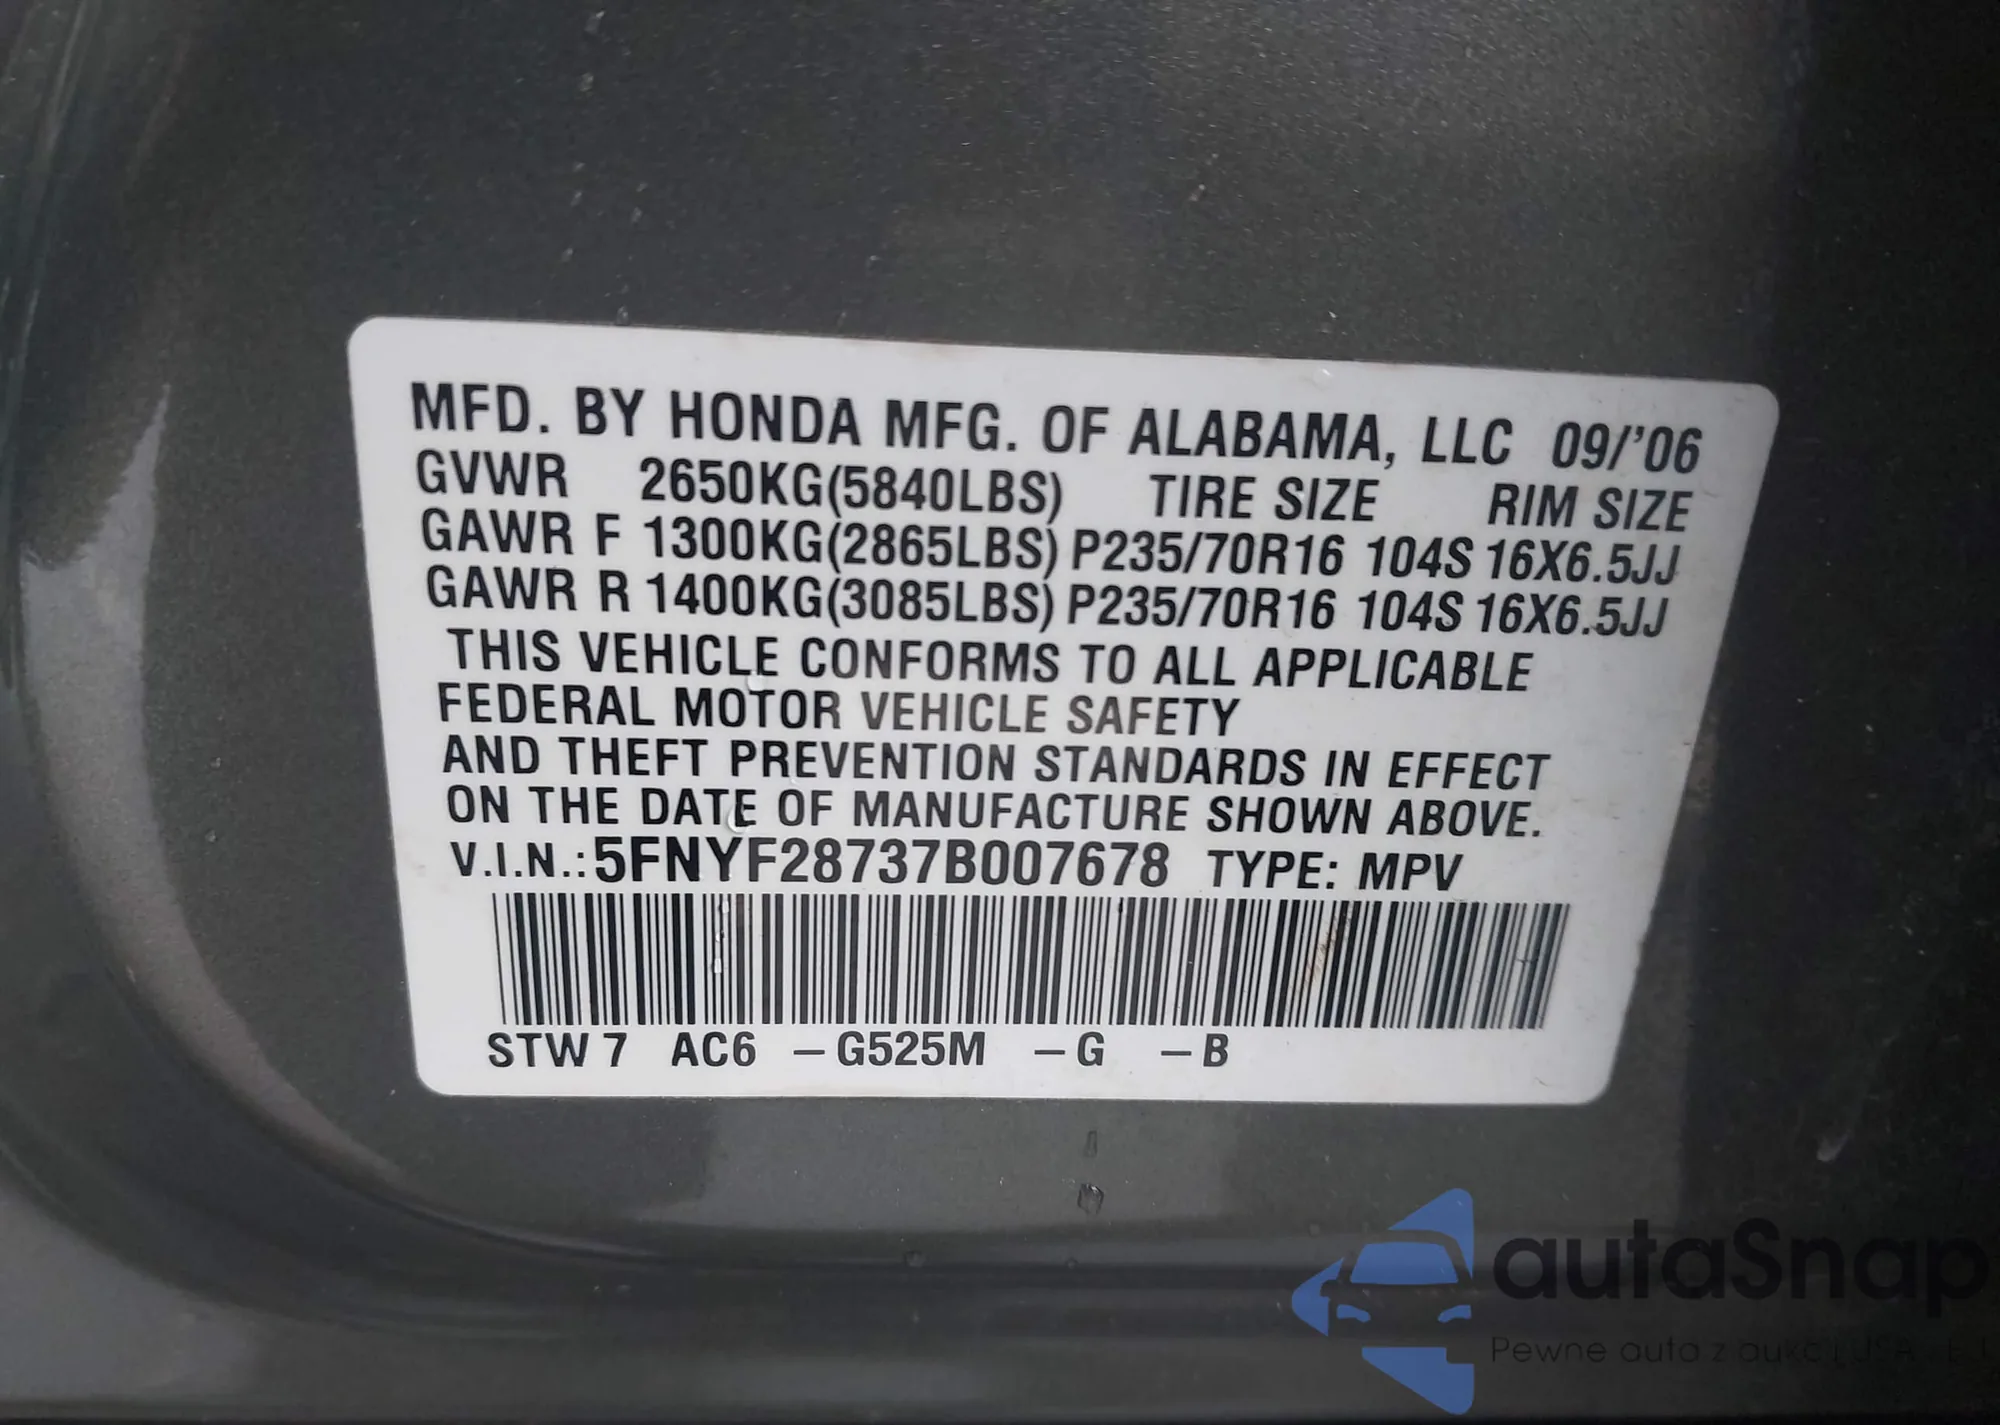 MFD. BY HONDA MFG. OF ALABAMA, LLC 09/'06
GVWR 2650KG(5840LBS) TIRE SIZE RIM SIZE
GAWR F 1300KG(2865LBS) P235/70R16 104S 16X6.5JJ
GAWR R 1400KG(3085LBS) P235/70R16 104S 16X6.5JJ
THIS VEHICLE CONFORMS TO ALL APPLICABLE
FEDERAL MOTOR VEHICLE SAFETY
AND THEFT PREVENTION STANDARDS IN EFFECT
ON THE DATE OF MANUFACTURE SHOWN ABOVE.
V.I.N.: 5FNYF28737B007678 TYPE: MPV
STW 7 AC6 – G525M – G – B
autaSnap
Pewne auto z aukcji